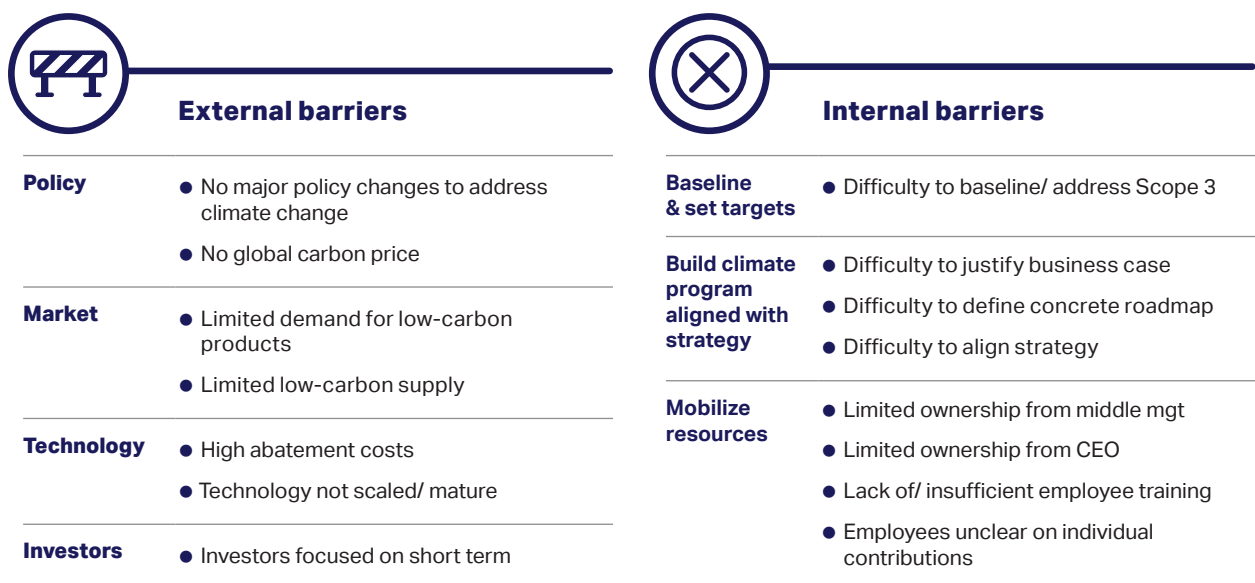 External barriers
Policy
● No major policy changes to address
climate change
● No global carbon price
Market
● Limited demand for low-carbon
products
● Limited low-carbon supply
Technology
● High abatement costs
● Technology not scaled/ mature
Investors
● Investors focused on short term
Internal barriers
Baseline
& set targets
● Difficulty to baseline/ address Scope 3
Build climate
program
aligned with
strategy
● Difficulty to justify business case
● Difficulty to define concrete roadmap
● Difficulty to align strategy
Mobilize
resources
● Limited ownership from middle mgt
● Limited ownership from CEO
● Lack of/ insufficient employee training
● Employees unclear on individual
contributions